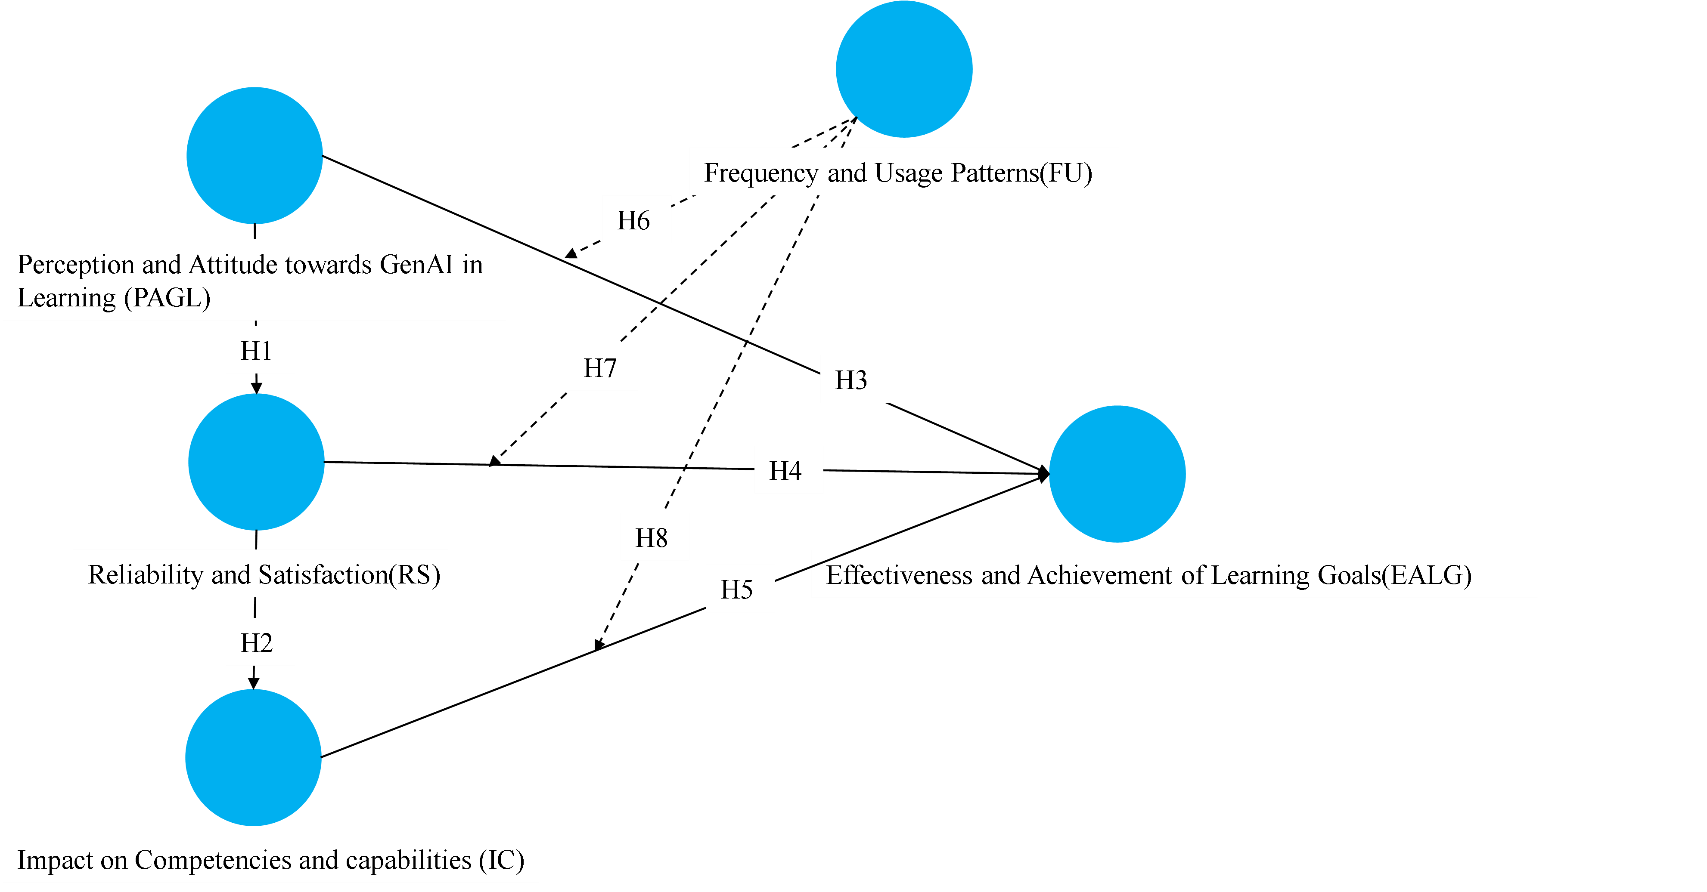 Frequency and Usage Patterns(FU)
H6
Perception and Attitude towards GenAI in
Learning (PAGL)
H1
H7
H3
H4
H8
Reliability and Satisfaction(RS)
H5
Effectiveness and Achievement of Learning Goals(EALG)
H2
Impact on Competencies and capabilities (IC)